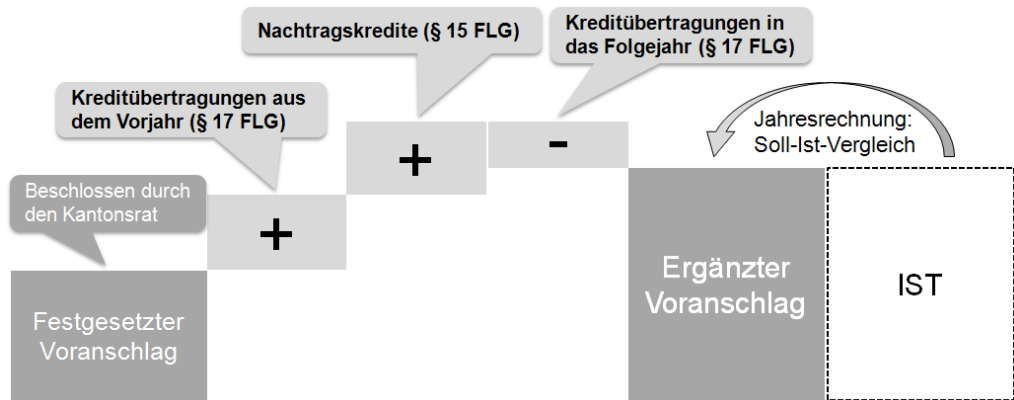 Nachtragskredite (§ 15 FLG)
Kreditübertragungen in
das Folgejahr (§ 17 FLG)
Kreditübertragungen aus
dem Vorjahr (§ 17 FLG)
Jahresrechnung:
Soll-Ist-Vergleich
Beschlossen durch
den Kantonsrat
+
+
-
Festgesetzter
Voranschlag
Ergänzter
Voranschlag
IST